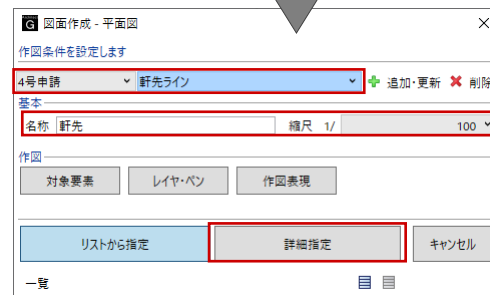 G 図面作成 - 平面図 ×
作図条件を設定します
4号申請 軒先ライン 追加・更新 削除
基本
名称 軒先 縮尺 1/ 100
作図
対象要素 レイヤ・ペン 作図表現
リストから指定 詳細指定 キャンセル
一覧